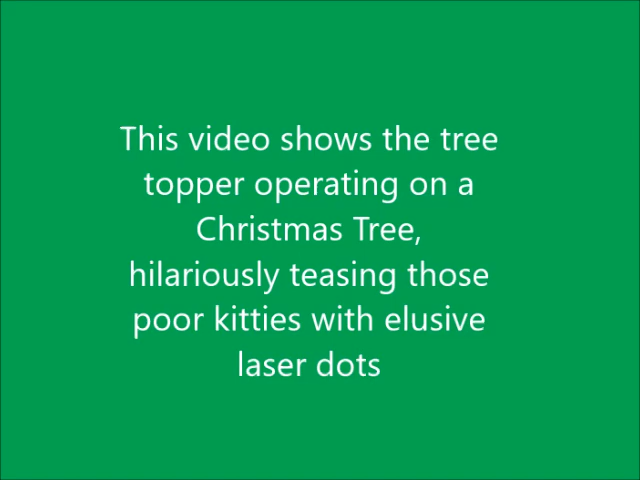 This video shows the tree
topper operating on a
Christmas Tree,
hilariously teasing those
poor kitties with elusive
laser dots